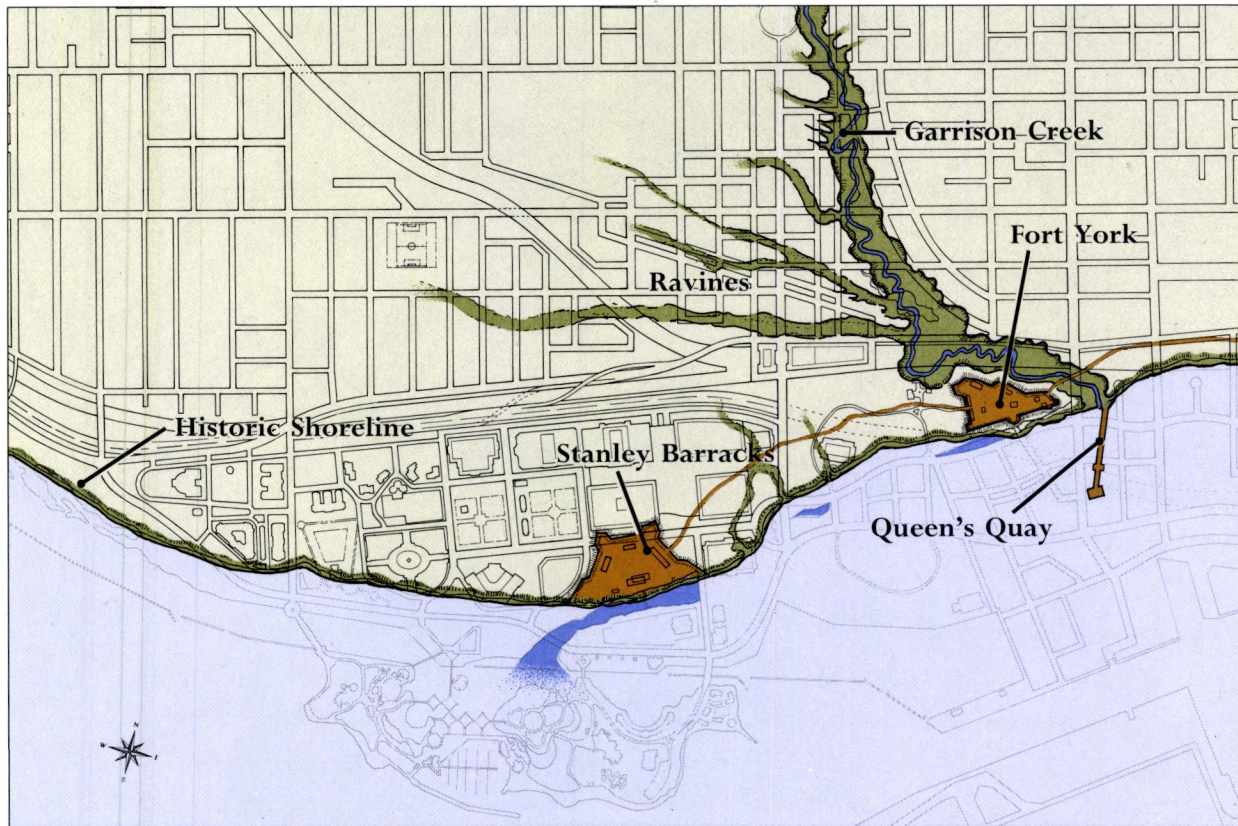 Garrison Creek
Fort York
Ravines
Historic Shoreline
Stanley Barracks
Queen's Quay
N
W E
S